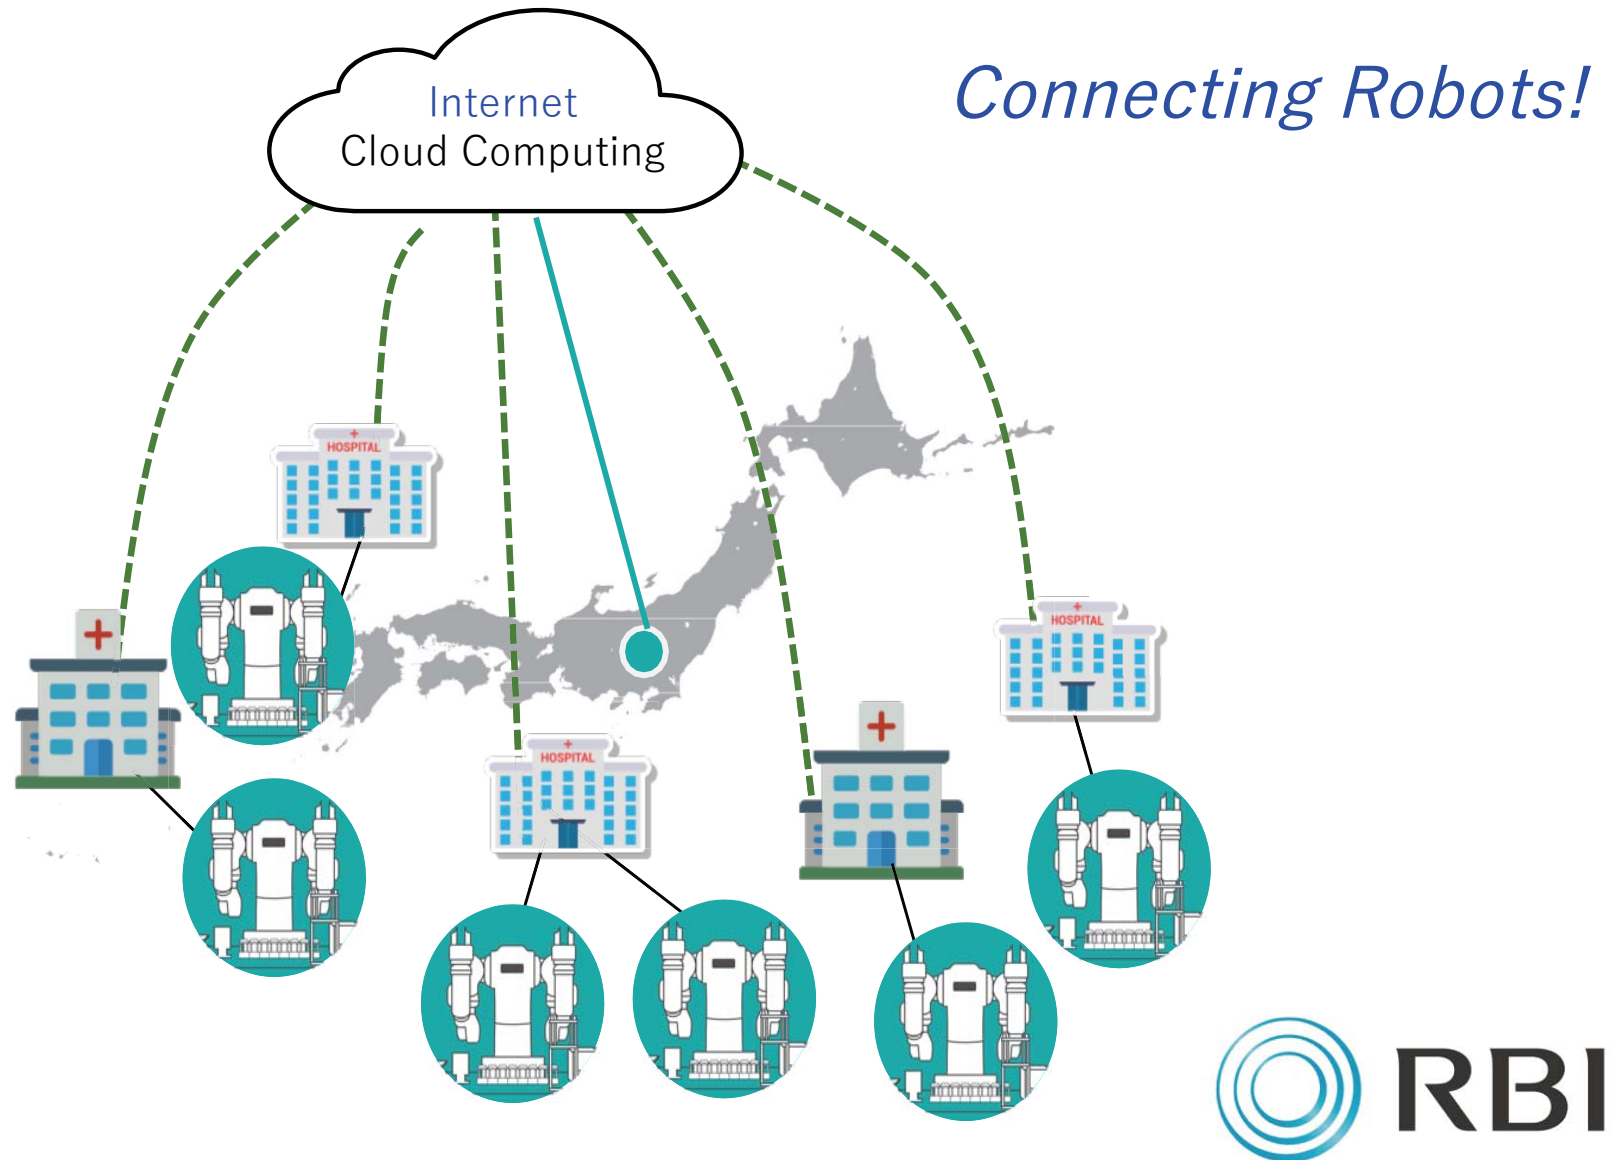 Internet
Cloud Computing
Connecting Robots!
HOSPITAL
HOSPITAL
HOSPITAL
RBI